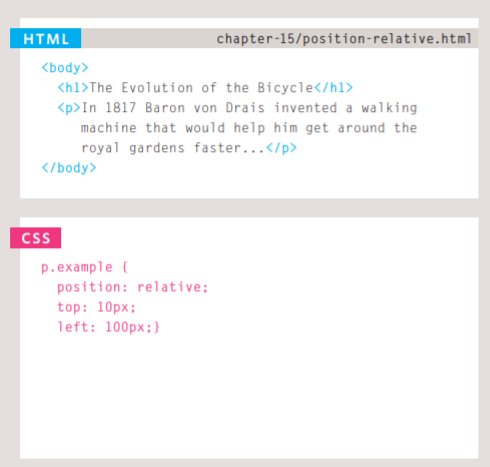 HTML
chapter-15/position-relative.html
<body>
<h1>The Evolution of the Bicycle</h1>
<p>In 1817 Baron von Drais invented a walking
machine that would help him get around the
royal gardens faster...</p>
</body>
CSS
p.example {
position: relative;
top: 10px;
left: 100px;}